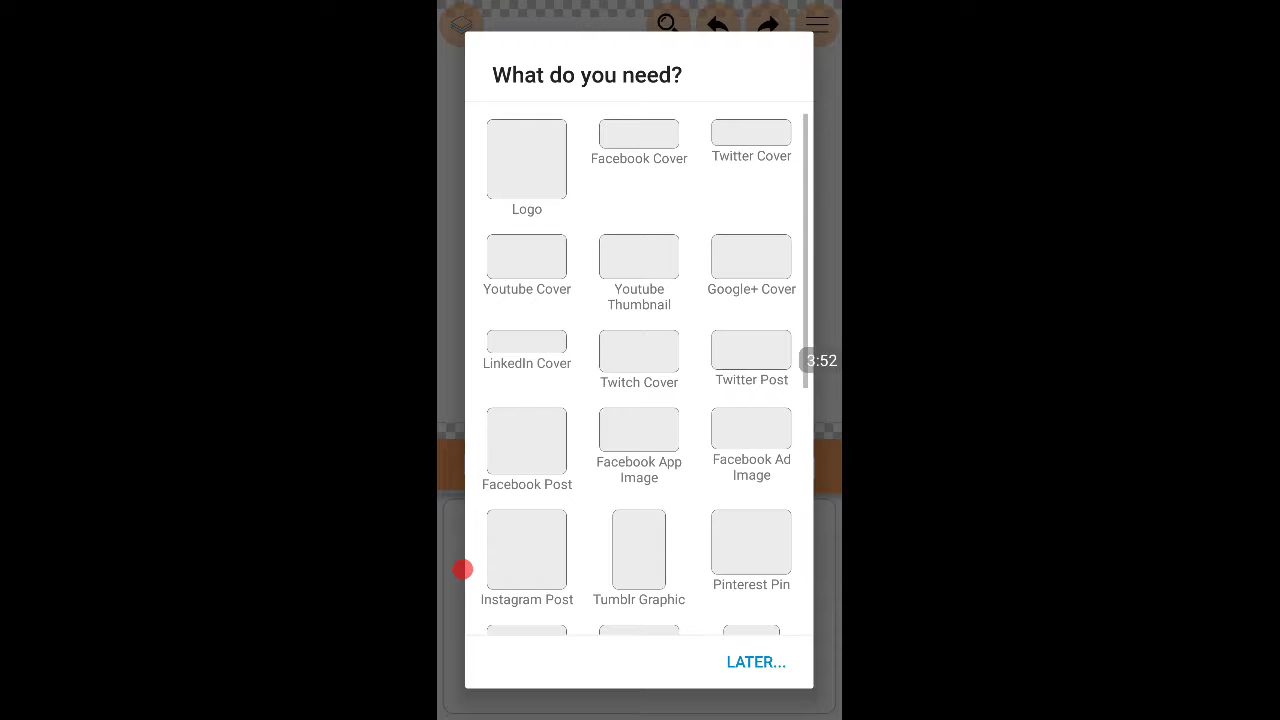 What do you need?
Logo
Facebook Cover
Twitter Cover
Youtube Cover
Youtube
Thumbnail
Google+ Cover
LinkedIn Cover
Twitch Cover
Twitter Post
3:52
Facebook Post
Facebook App
Image
Facebook Ad
Image
Instagram Post
Tumblr Graphic
Pinterest Pin
LATER...